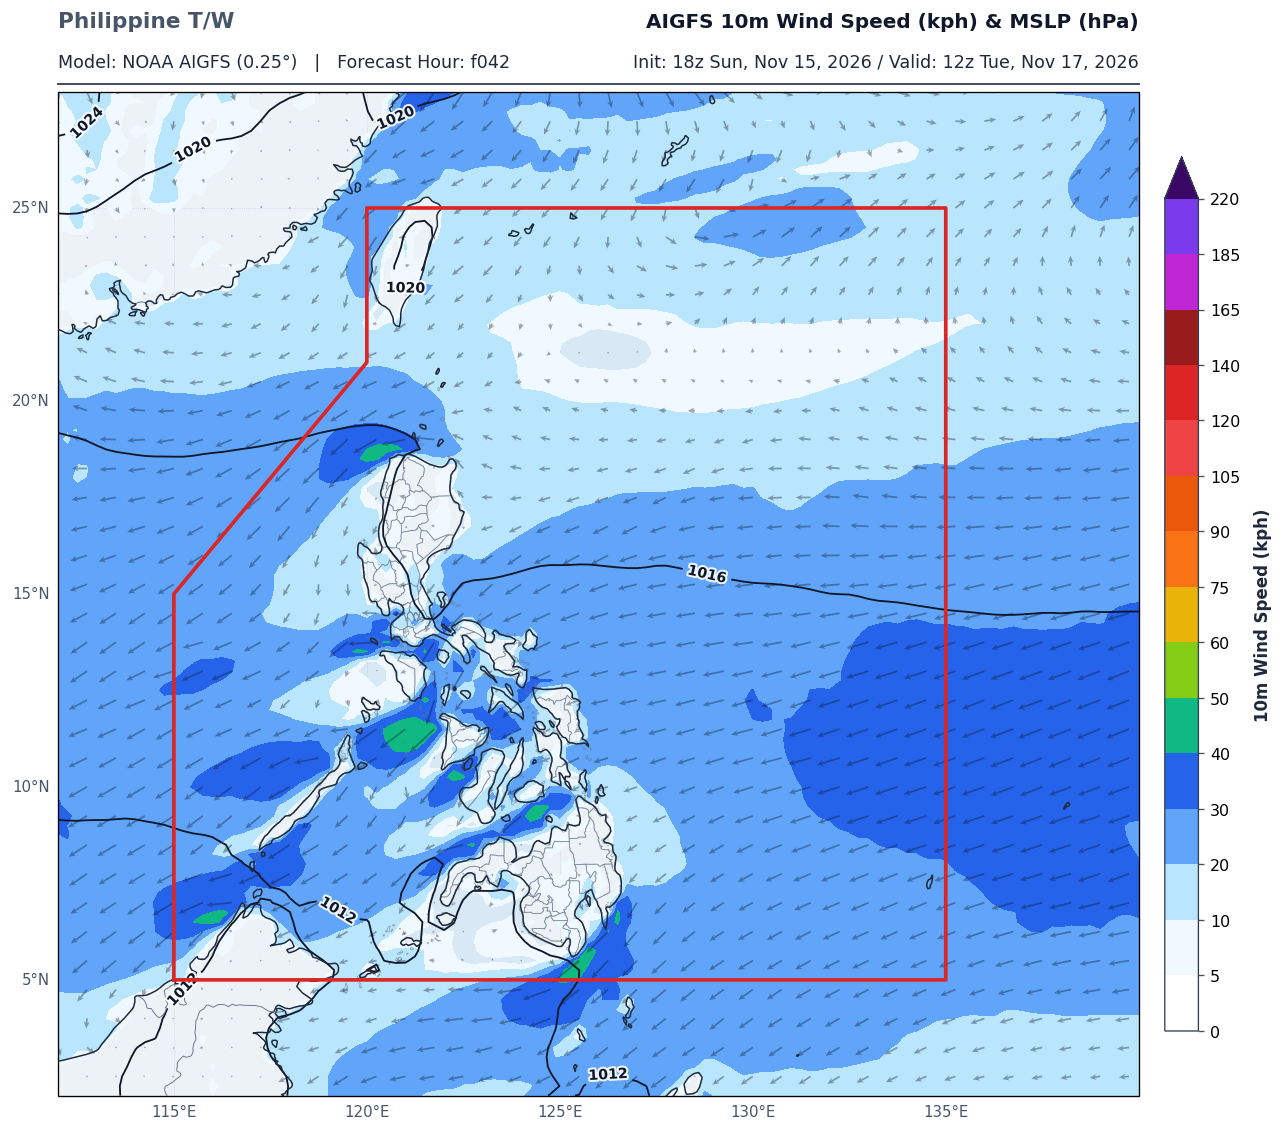 Philippine T/W
AIGFS 10m Wind Speed (kph) & MSLP (hPa)
Model: NOAA AIGFS (0.25°) | Forecast Hour: f042
Init: 18z Sun, Nov 15, 2026 / Valid: 12z Tue, Nov 17, 2026
1024
1020
1020
1020
1016
1012
1012
1012
25°N
20°N
15°N
10°N
5°N
115°E
120°E
125°E
130°E
135°E
220
185
165
140
120
105
90
75
60
50
40
30
20
10
5
0
10m Wind Speed (kph)